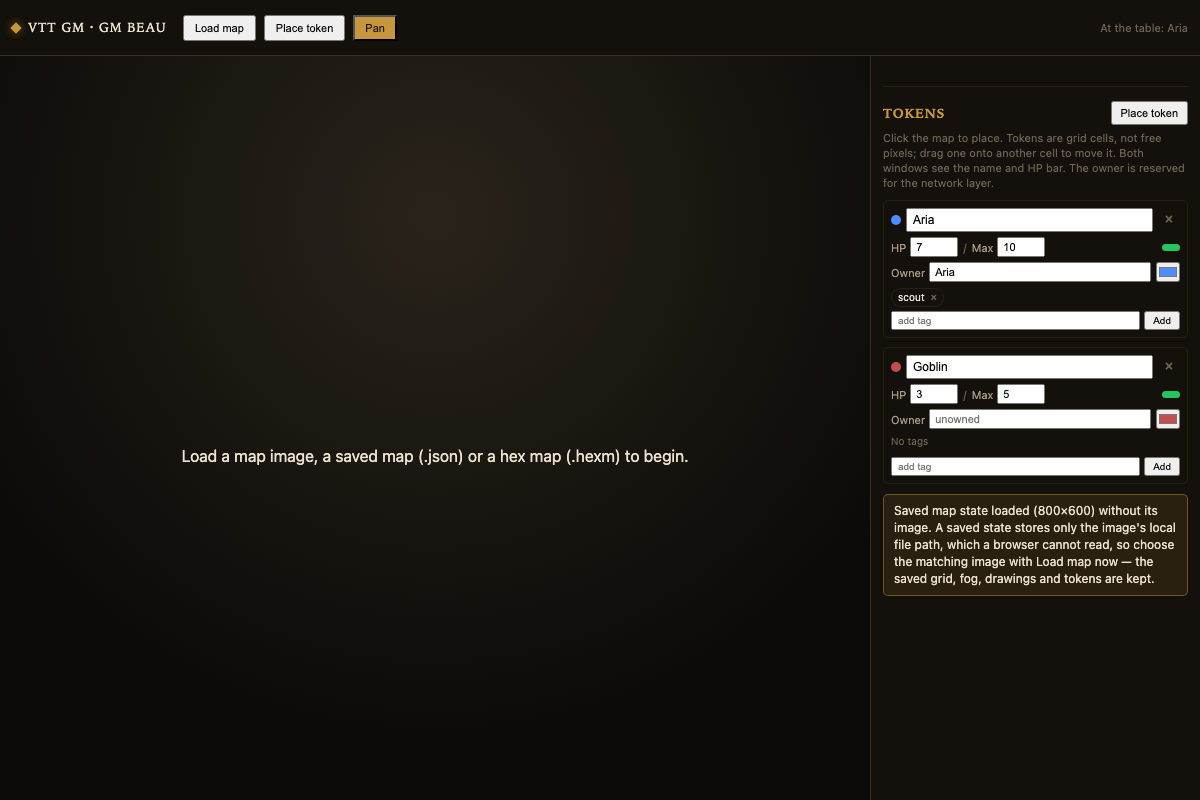 VTT GM · GM BEAU
Load map
Place token
Pan
At the table: Aria
TOKENS
Place token
Click the map to place. Tokens are grid cells, not free
pixels; drag one onto another cell to move it. Both
windows see the name and HP bar. The owner is reserved
for the network layer.
Aria ×
HP 7 / Max 10
Owner Aria
scout ×
add tag Add
Goblin ×
HP 3 / Max 5
Owner unowned
No tags
add tag Add
Load a map image, a saved map (.json) or a hex map (.hexm) to begin.
Saved map state loaded (800×600) without its
image. A saved state stores only the image's local
file path, which a browser cannot read, so choose
the matching image with Load map now — the
saved grid, fog, drawings and tokens are kept.